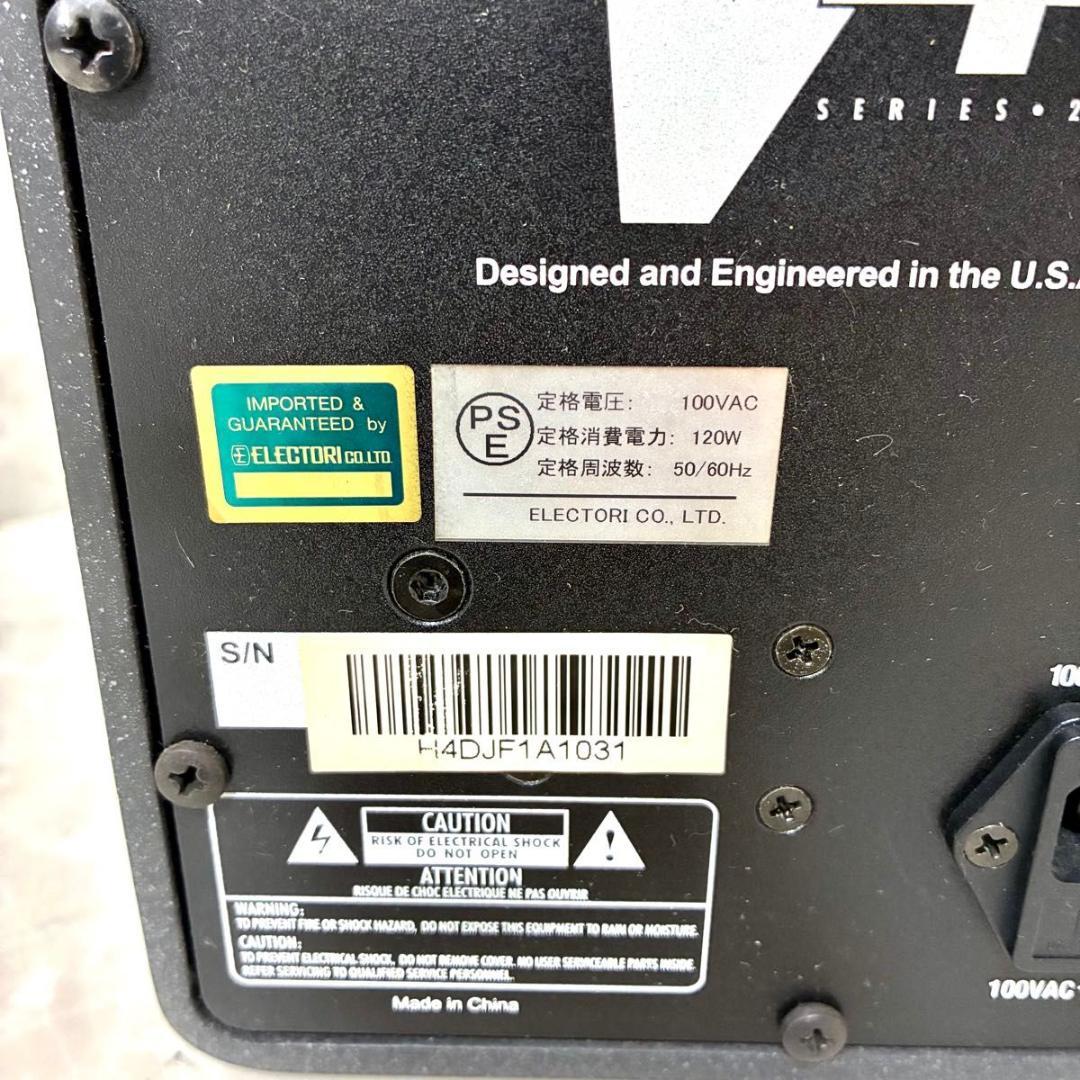 SERIES • 2
Designed and Engineered in the U.S.A
IMPORTED &
GUARANTEED by
ELECTORI CO.LTD.
PSE
定格電圧: 100VAC
定格消費電力: 120W
定格周波数: 50/60Hz
ELECTORI CO., LTD.
S/N
H4DJF1A1031
CAUTION
RISK OF ELECTRICAL SHOCK
DO NOT OPEN
ATTENTION
RISQUE DE CHOC ELECTRIQUE NE PAS OUVRIR
WARNING:
TO PREVENT FIRE OR SHOCK HAZARD, DO NOT EXPOSE THIS EQUIPMENT TO RAIN OR MOISTURE.
CAUTION:
TO PREVENT ELECTRICAL SHOCK, DO NOT REMOVE COVER. NO USER SERVICEABLE PARTS INSIDE.
REFER SERVICING TO QUALIFIED SERVICE PERSONNEL.
Made in China
100VAC